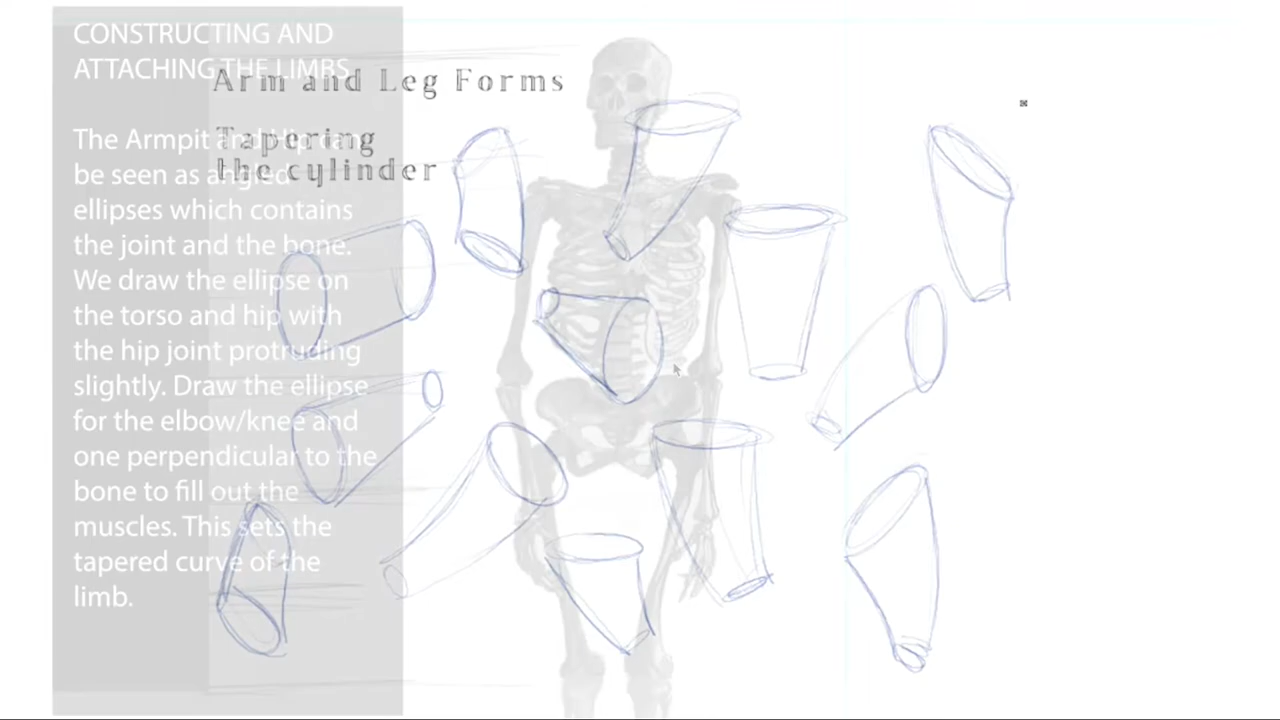 CONSTRUCTING AND
ATTACHING THE LIMBS
Arm and Leg Forms
Tapering
the cylinder
The Armpit and Hip can
be seen as angled
ellipses which contains
the joint and the bone.
We draw the ellipse on
the torso and hip with
the hip joint protruding
slightly. Draw the ellipse
for the elbow/knee and
one perpendicular to the
bone to fill out the
muscles. This sets the
tapered curve of the
limb.